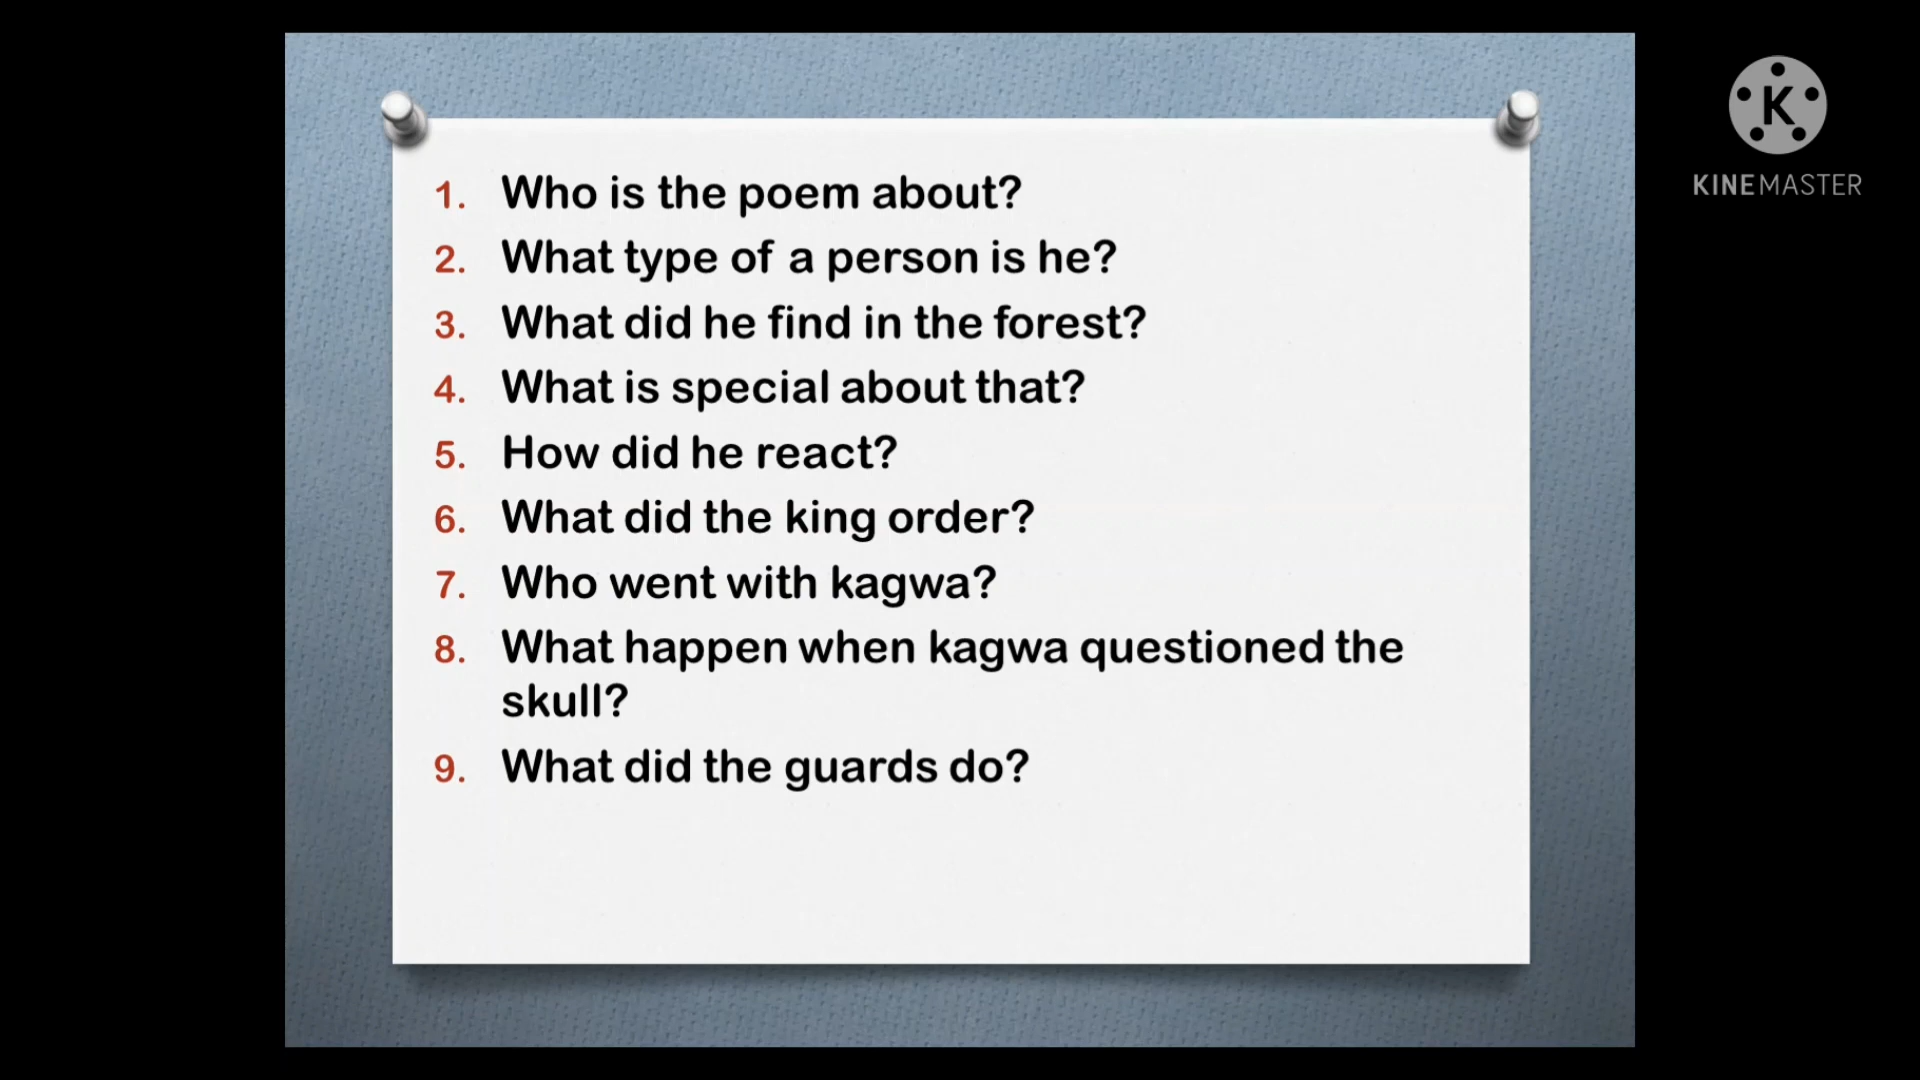 1. Who is the poem about?
2. What type of a person is he?
3. What did he find in the forest?
4. What is special about that?
5. How did he react?
6. What did the king order?
7. Who went with kagwa?
8. What happen when kagwa questioned the
skull?
9. What did the guards do?
K
KINEMASTER